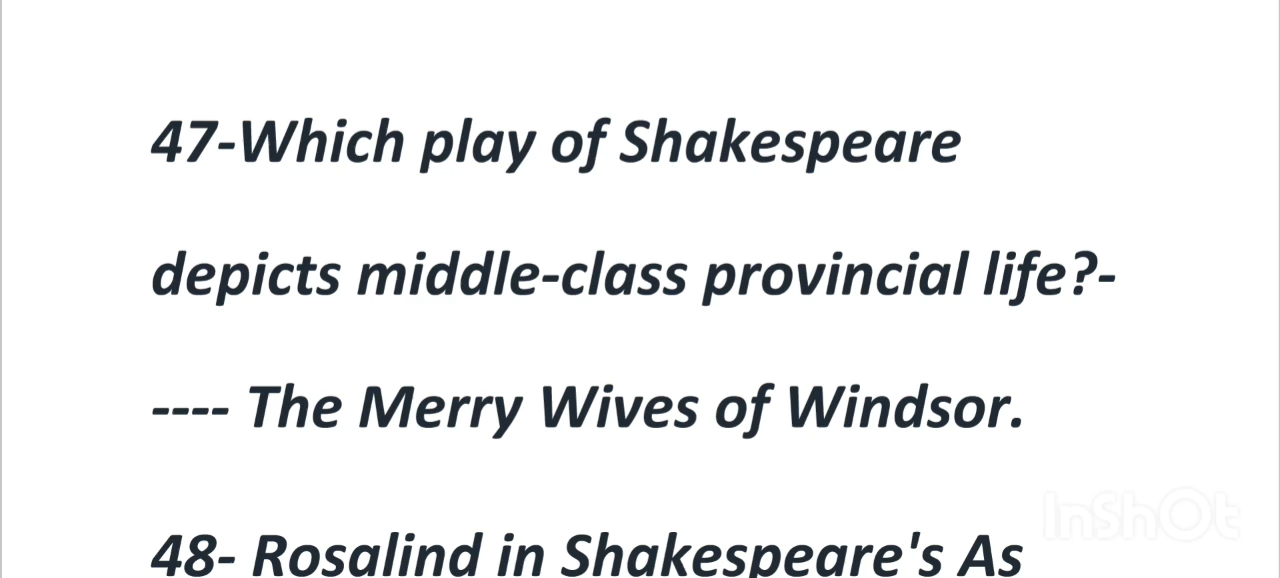 47-Which play of Shakespeare
depicts middle-class provincial life?-
---- The Merry Wives of Windsor.
InShOt
48- Rosalind in Shakespeare's As